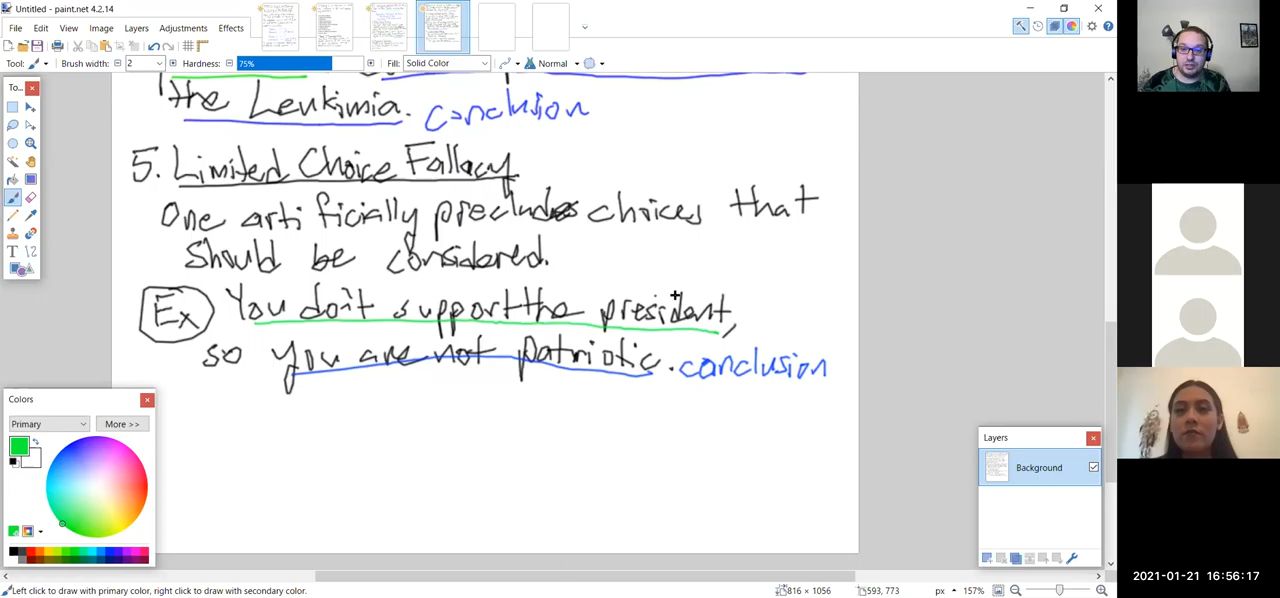 Untitled - paint.net 4.2.14
File Edit View Image Layers Adjustments Effects
Tool: Brush width: 2 Hardness: 75% Fill: Solid Color Normal
To...
the Leukimia. conclusion
5. Limited Choice Fallacy
One artificially precludes choices that
should be considered.
Ex You don't support the president,
so you are not patriotic. conclusion
Colors
Primary More >>
Layers
Background
2021-01-21 16:56:17
Left click to draw with primary color, right click to draw with secondary color. 816 × 1056 593, 773 px 157%